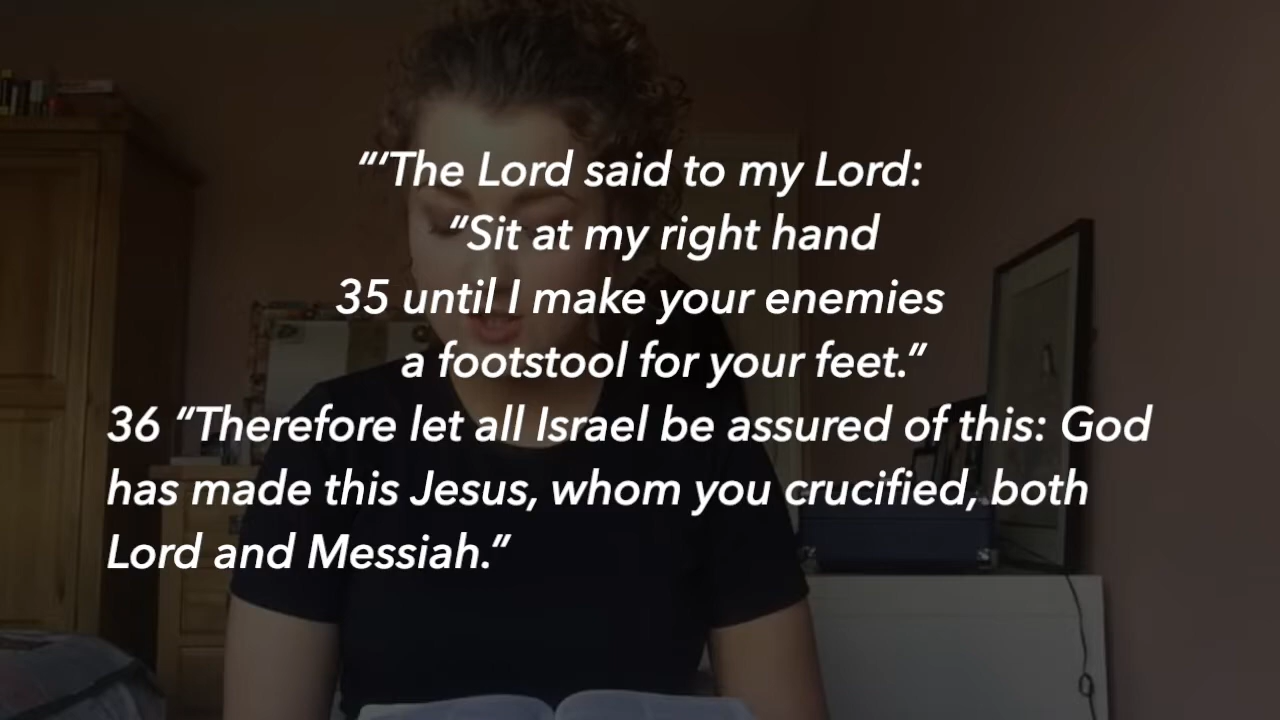 “‘The Lord said to my Lord:
“Sit at my right hand
35 until I make your enemies
a footstool for your feet.”
36 “Therefore let all Israel be assured of this: God
has made this Jesus, whom you crucified, both
Lord and Messiah.”